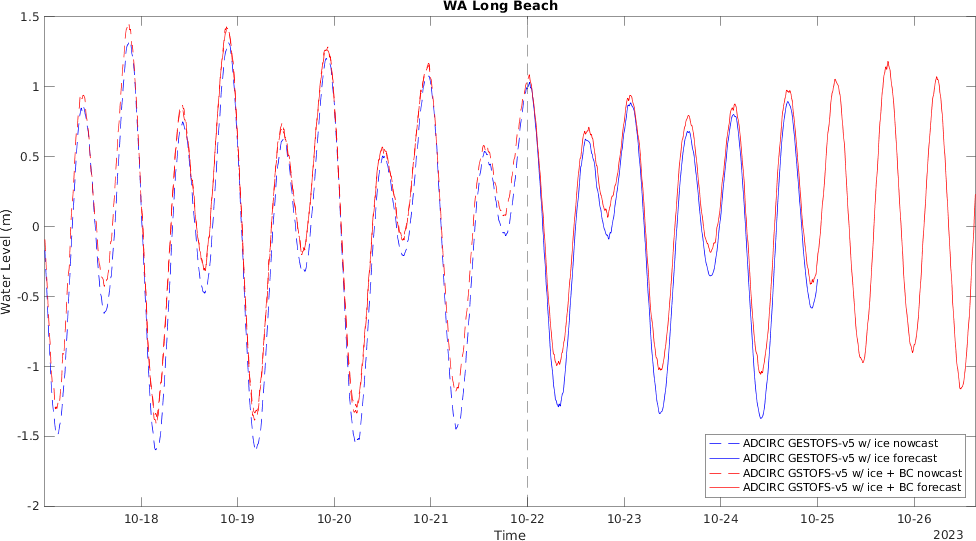 WA Long Beach
1.5
1
0.5
0
-0.5
-1
-1.5
-2
Water Level (m)
10-18 10-19 10-20 10-21 10-22 10-23 10-24 10-25 10-26
Time
2023
ADCIRC GESTOFS-v5 w/ ice nowcast
ADCIRC GESTOFS-v5 w/ ice forecast
ADCIRC GSTOFS-v5 w/ ice + BC nowcast
ADCIRC GSTOFS-v5 w/ ice + BC forecast